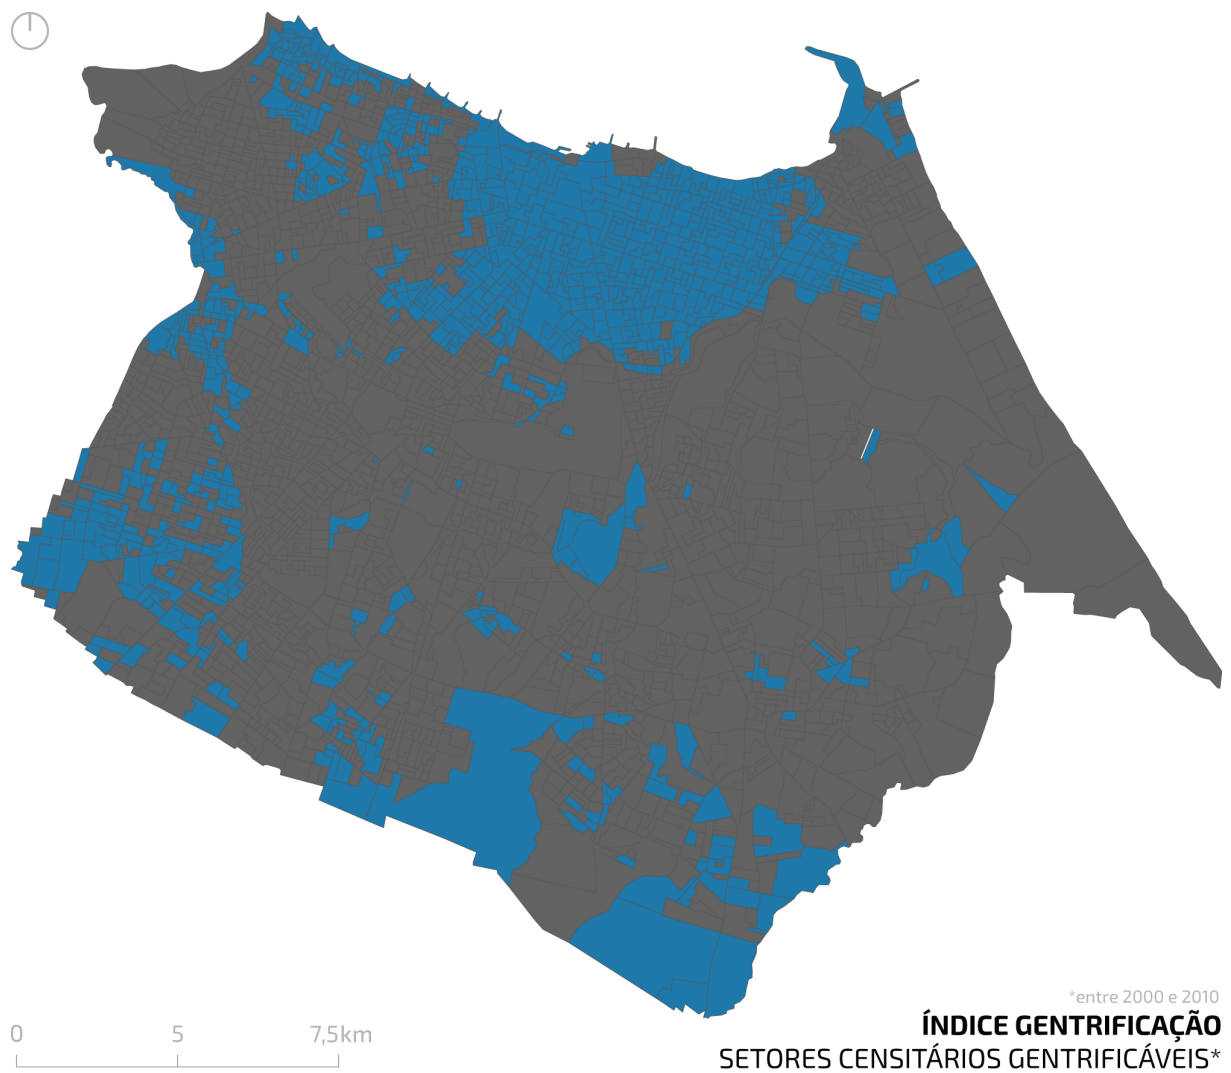 *entre 2000 e 2010
ÍNDICE GENTRIFICAÇÃO
SETORES CENSITÁRIOS GENTRIFICÁVEIS*
0 5 7,5km